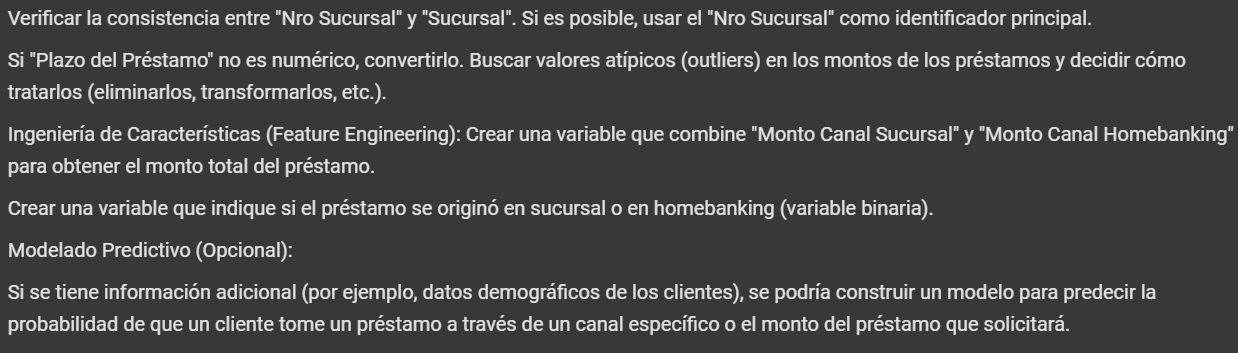 Verificar la consistencia entre "Nro Sucursal" y "Sucursal". Si es posible, usar el "Nro Sucursal" como identificador principal.
Si "Plazo del Préstamo" no es numérico, convertirlo. Buscar valores atípicos (outliers) en los montos de los préstamos y decidir cómo
tratarlos (eliminarlos, transformarlos, etc.).
Ingeniería de Características (Feature Engineering): Crear una variable que combine "Monto Canal Sucursal" y "Monto Canal Homebanking"
para obtener el monto total del préstamo.
Crear una variable que indique si el préstamo se originó en sucursal o en homebanking (variable binaria).
Modelado Predictivo (Opcional):
Si se tiene información adicional (por ejemplo, datos demográficos de los clientes), se podría construir un modelo para predecir la
probabilidad de que un cliente tome un préstamo a través de un canal específico o el monto del préstamo que solicitará.